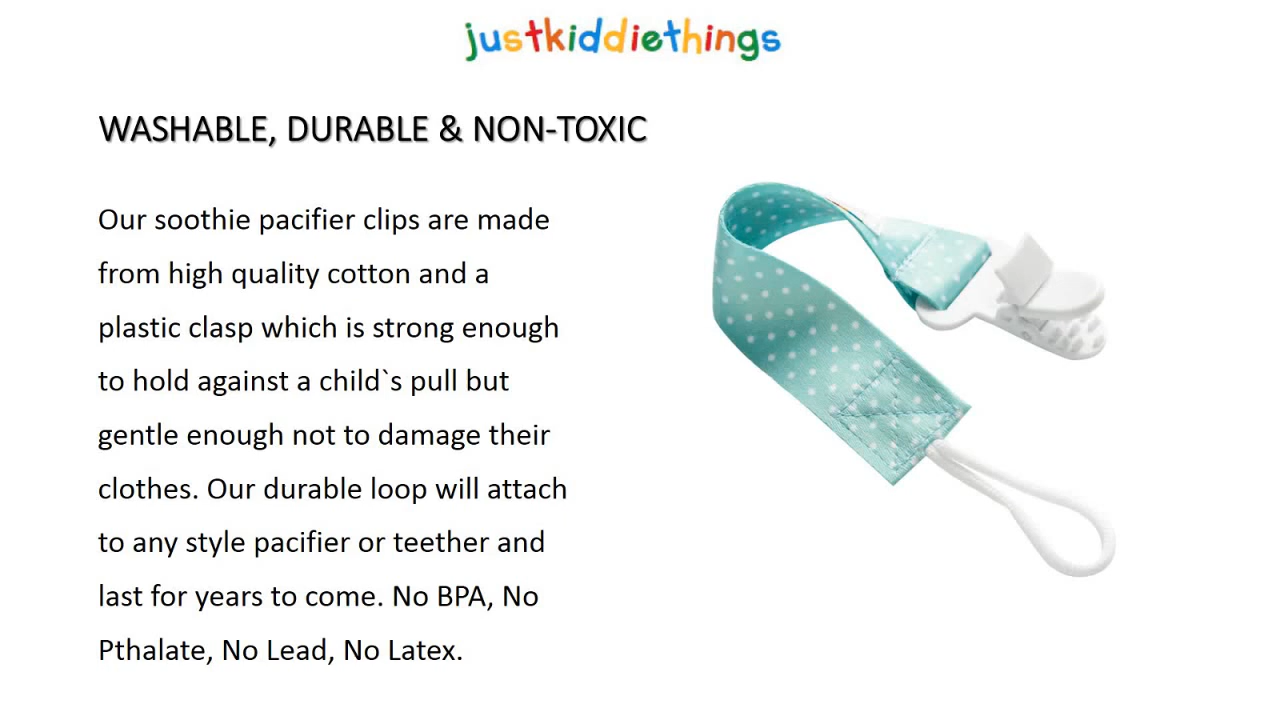 justkiddiethings
WASHABLE, DURABLE & NON-TOXIC
Our soothie pacifier clips are made
from high quality cotton and a
plastic clasp which is strong enough
to hold against a child`s pull but
gentle enough not to damage their
clothes. Our durable loop will attach
to any style pacifier or teether and
last for years to come. No BPA, No
Pthalate, No Lead, No Latex.